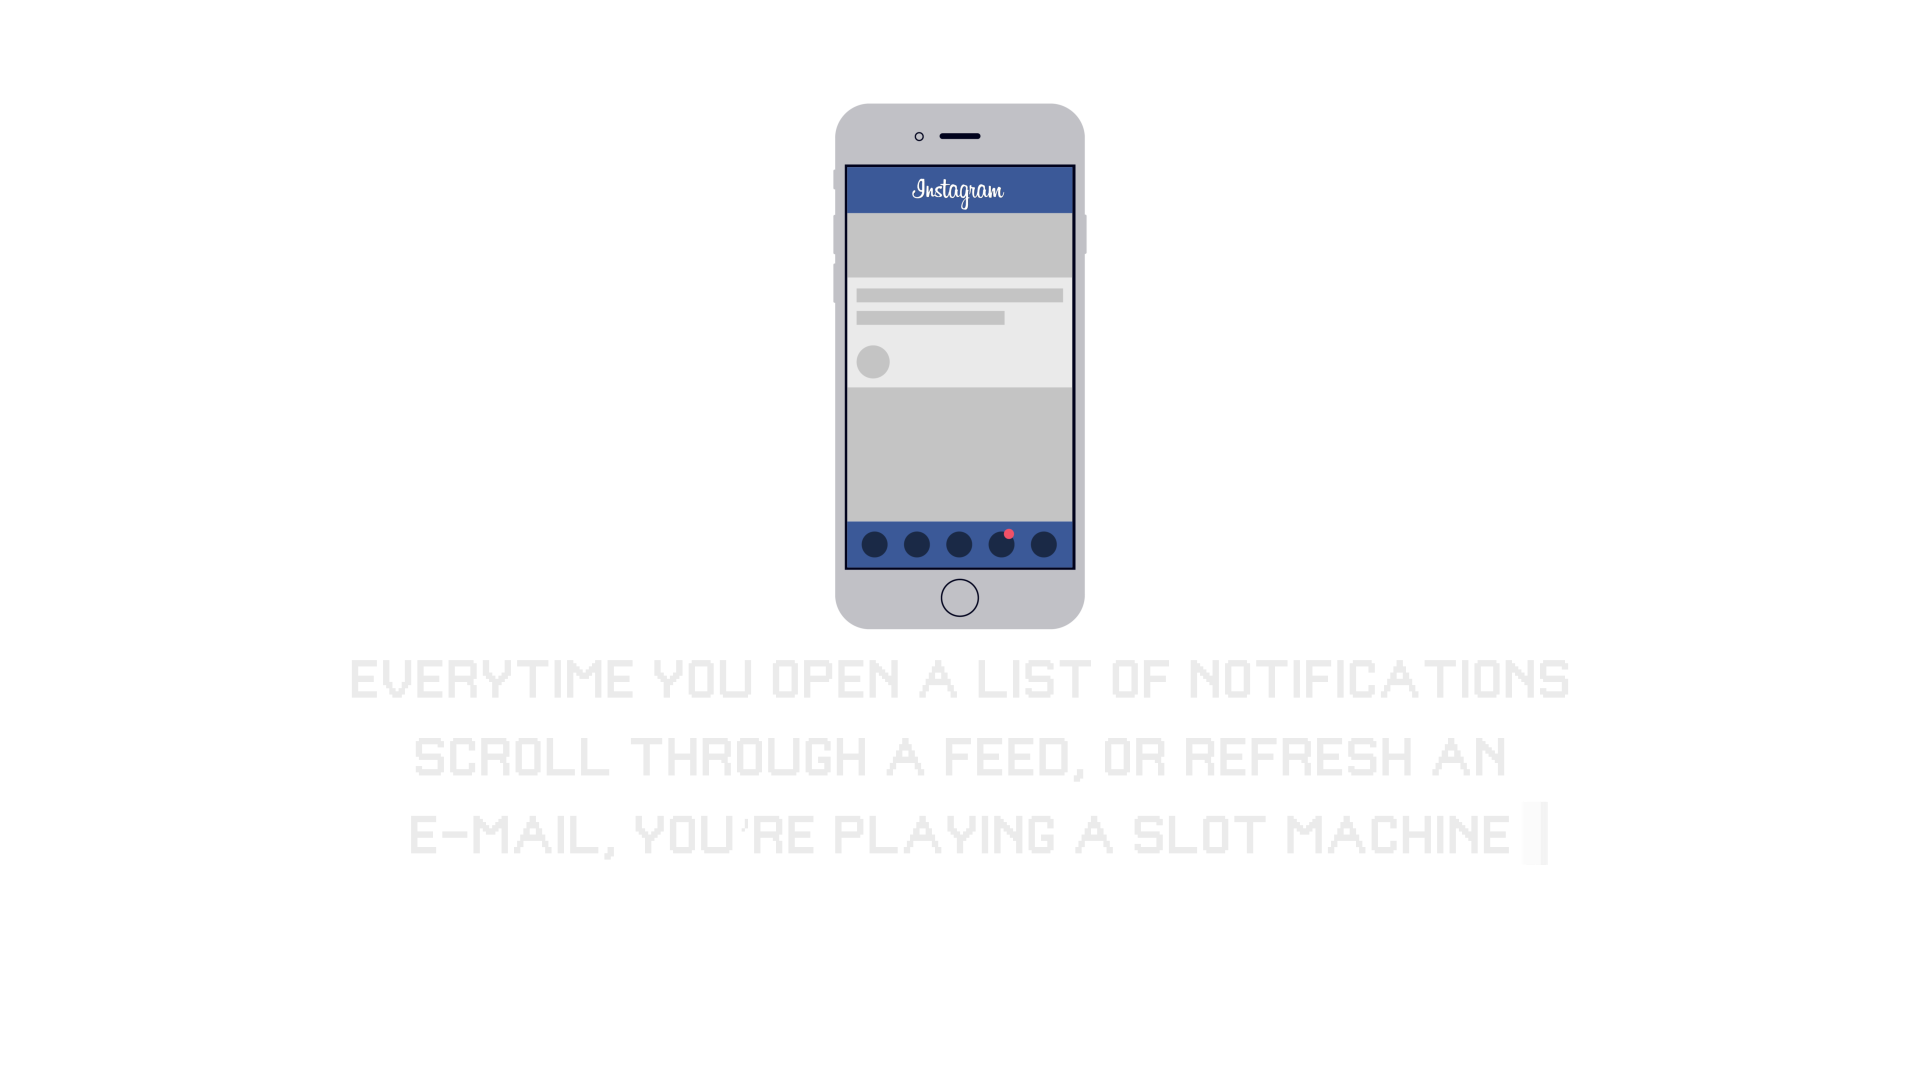 Instagram
EVERYTIME YOU OPEN A LIST OF NOTIFICATIONS
SCROLL THROUGH A FEED, OR REFRESH AN
E-MAIL, YOU'RE PLAYING A SLOT MACHINE